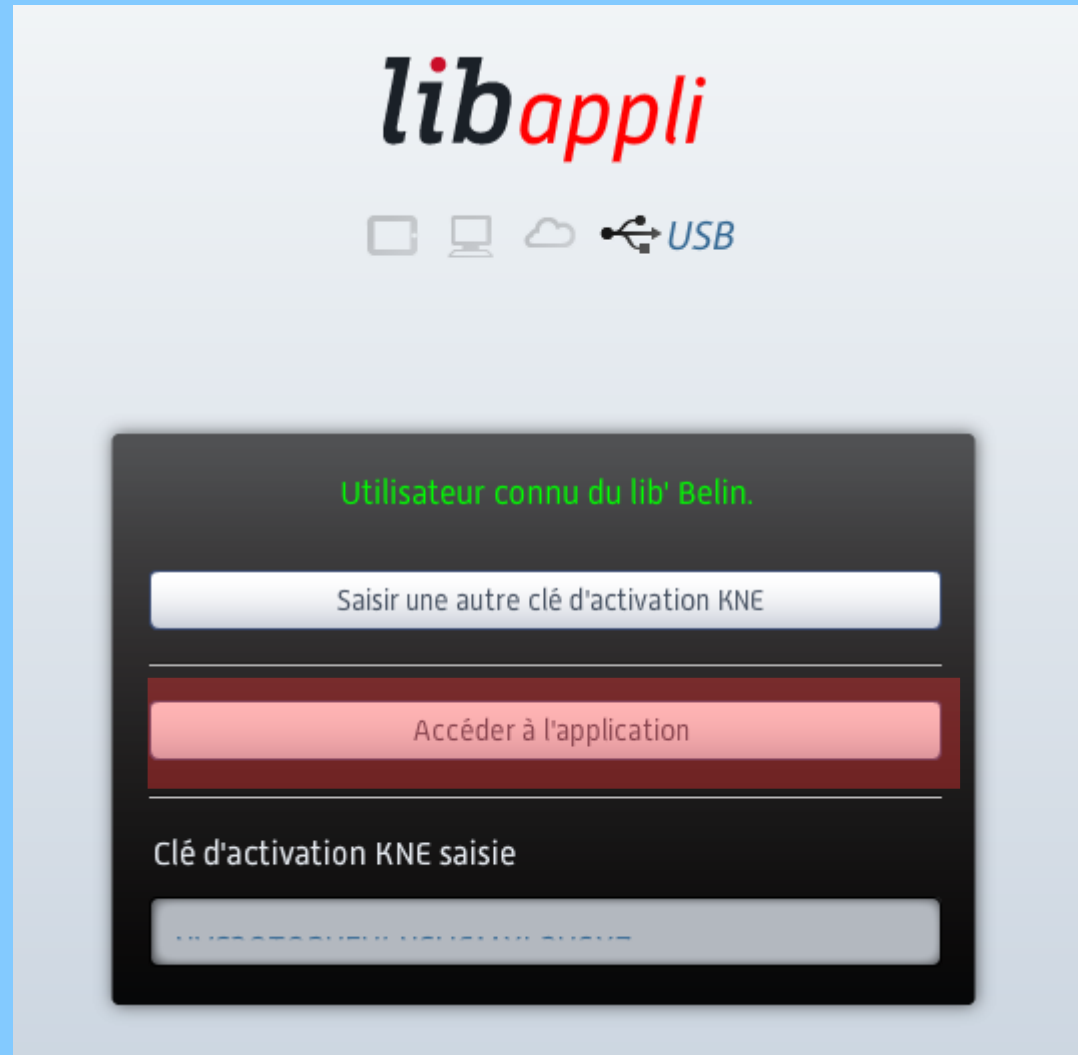 libappli
USB
Utilisateur connu du lib' Belin.
Saisir une autre clé d'activation KNE
Accéder à l'application
Clé d'activation KNE saisie